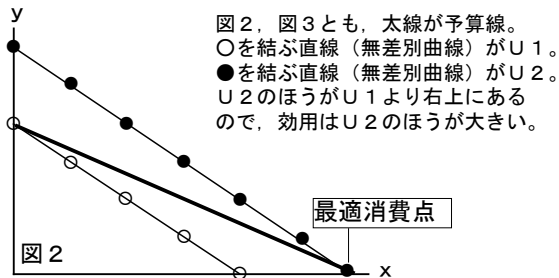 y
図２，図３とも，太線が予算線。
○を結ぶ直線（無差別曲線）がＵ１。
●を結ぶ直線（無差別曲線）がＵ２。
Ｕ２のほうがＵ１より右上にある
ので，効用はＵ２のほうが大きい。
最適消費点
図２
x